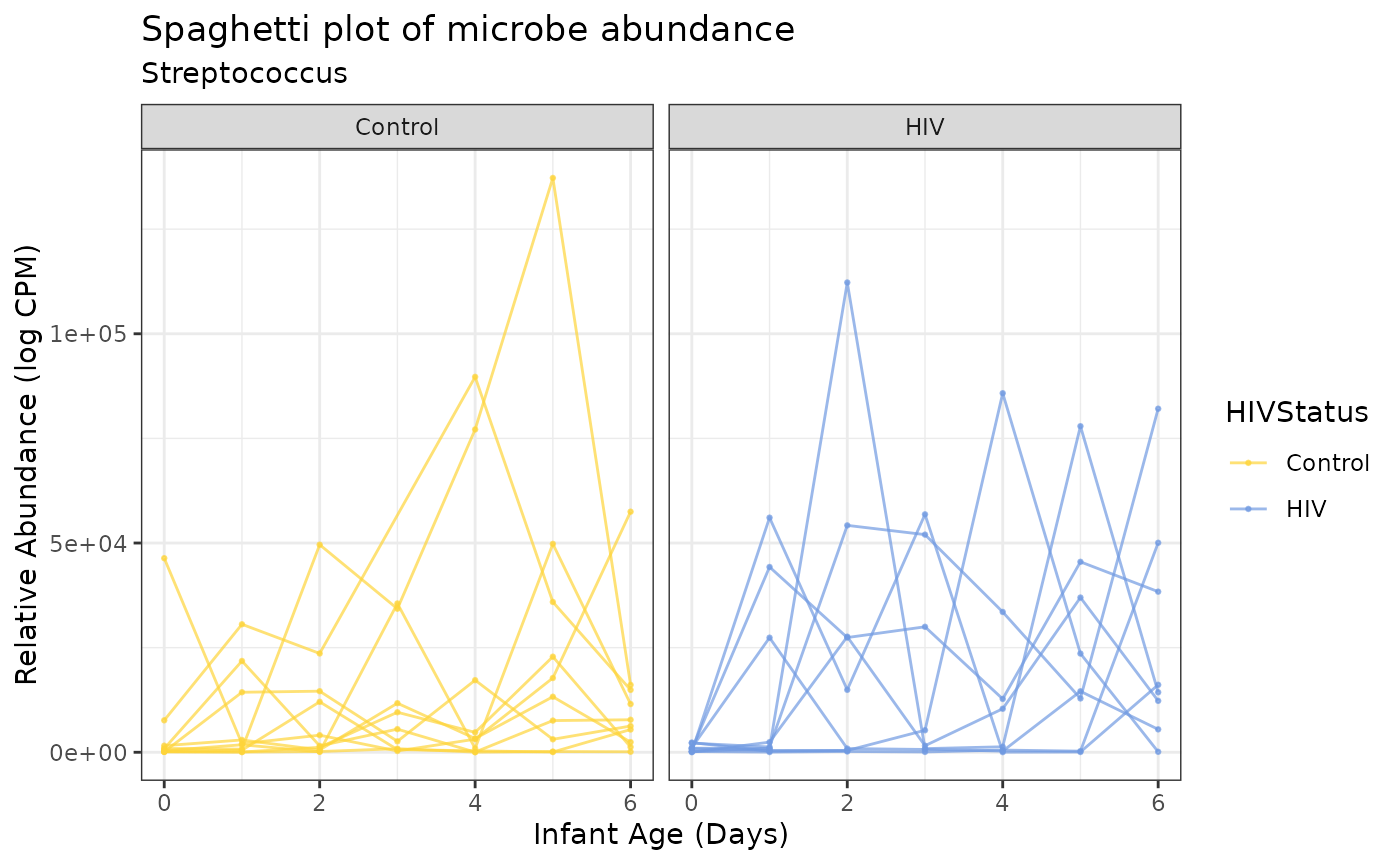 Spaghetti plot of microbe abundance
Streptococcus
Control
HIV
Relative Abundance (log CPM)
1e+05
5e+04
0e+00
0 2 4 6
0 2 4 6
Infant Age (Days)
HIVStatus
Control
HIV